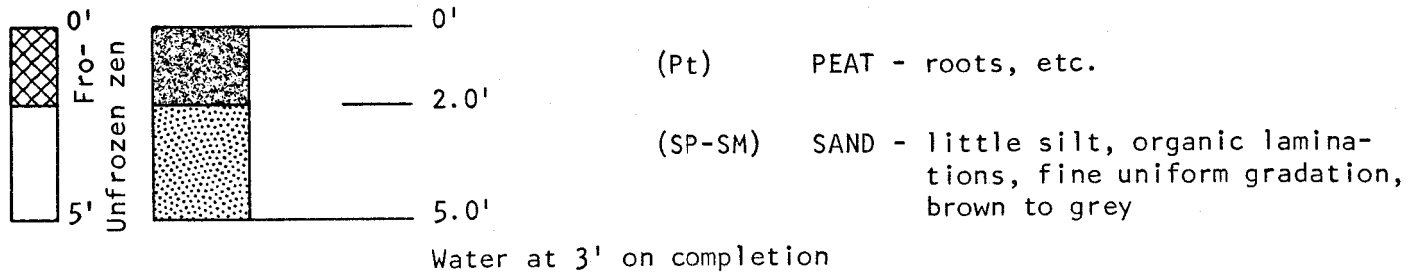 0'
Fro-
zen
Unfrozen
5'
0'
2.0'
5.0'
(Pt) PEAT - roots, etc.
(SP-SM) SAND - little silt, organic lamina-
tions, fine uniform gradation,
brown to grey
Water at 3' on completion